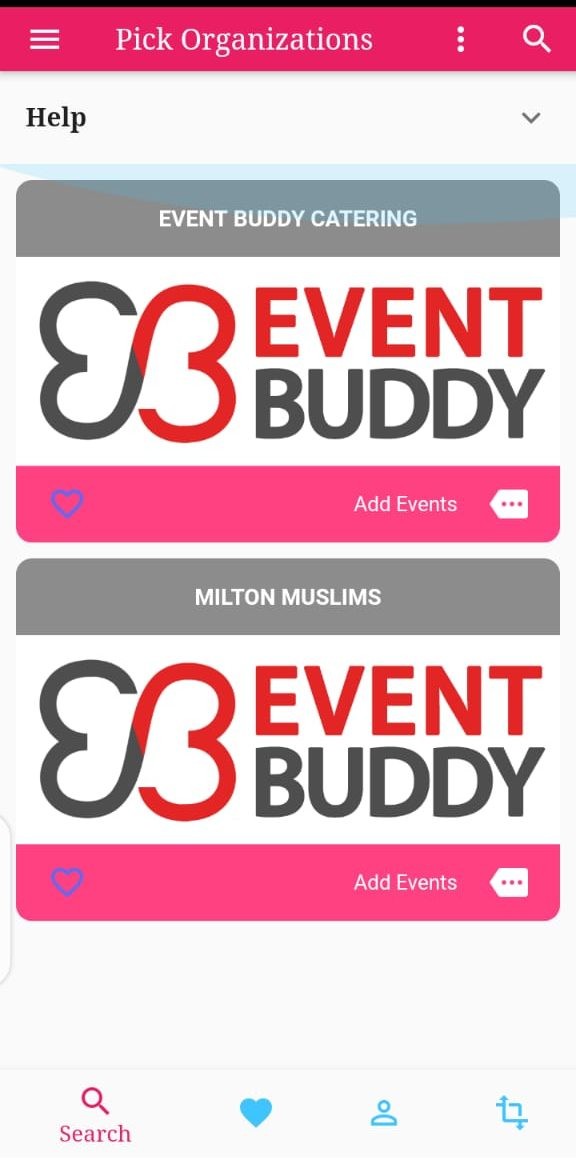 Pick Organizations
Help
EVENT BUDDY CATERING
EVENT
BUDDY
Add Events
MILTON MUSLIMS
EVENT
BUDDY
Add Events
Search